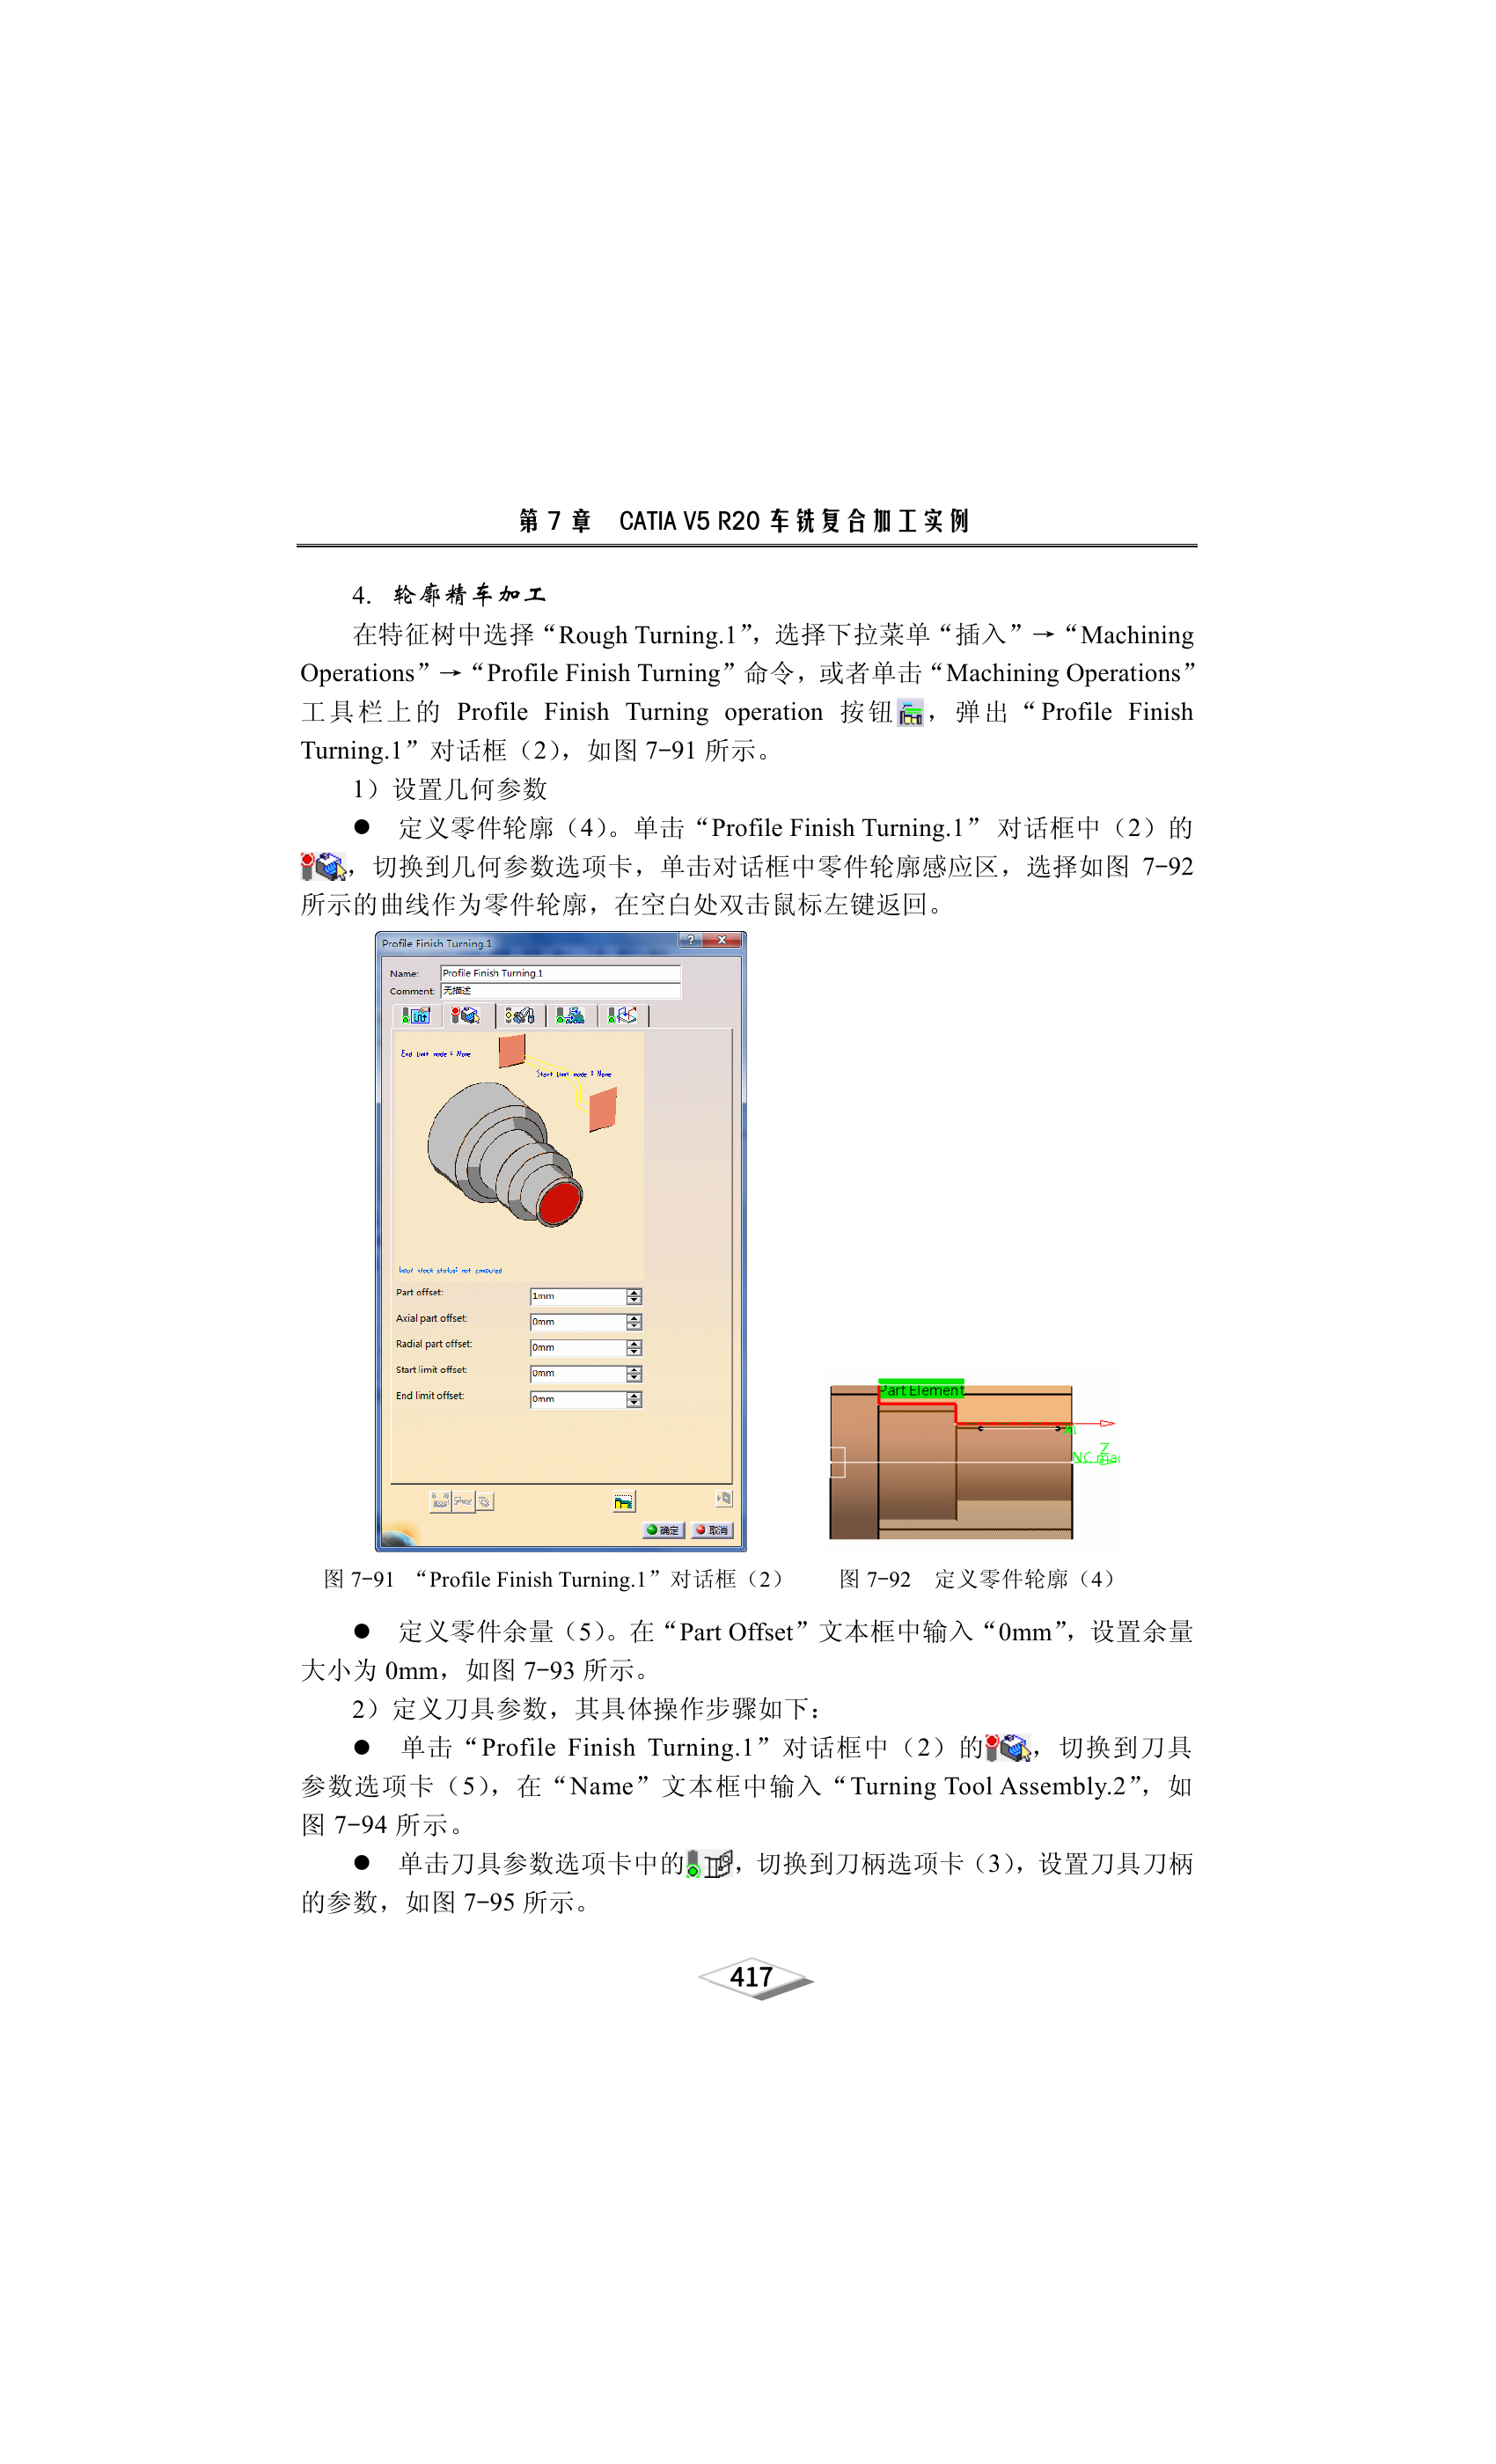 第 7 章 CATIA V5 R20 车铣复合加工实例
4. 轮廓精车加工
在特征树中选择“Rough Turning.1”，选择下拉菜单“插入”→“Machining
Operations”→“Profile Finish Turning”命令，或者单击“Machining Operations”
工具栏上的 Profile Finish Turning operation 按钮，弹出“Profile Finish
Turning.1”对话框（2），如图 7-91 所示。
1）设置几何参数
● 定义零件轮廓（4）。单击“Profile Finish Turning.1” 对话框中（2）的
，切换到几何参数选项卡，单击对话框中零件轮廓感应区，选择如图 7-92
所示的曲线作为零件轮廓，在空白处双击鼠标左键返回。
Profile Finish Turning.1
Name: Profile Finish Turning.1
Comment: 无描述
End limit mode : None
Start limit mode : None
Input stock status: not computed
Part offset: 1mm
Axial part offset: 0mm
Radial part offset: 0mm
Start limit offset: 0mm
End limit offset: 0mm
确定 取消
Part Element
Z
NC mac
图 7-91 “Profile Finish Turning.1”对话框（2）
图 7-92 定义零件轮廓（4）
● 定义零件余量（5）。在“Part Offset”文本框中输入“0mm”，设置余量
大小为 0mm，如图 7-93 所示。
2）定义刀具参数，其具体操作步骤如下：
● 单击“Profile Finish Turning.1”对话框中（2）的，切换到刀具
参数选项卡（5），在“Name”文本框中输入“Turning Tool Assembly.2”，如
图 7-94 所示。
● 单击刀具参数选项卡中的，切换到刀柄选项卡（3），设置刀具刀柄
的参数，如图 7-95 所示。
417